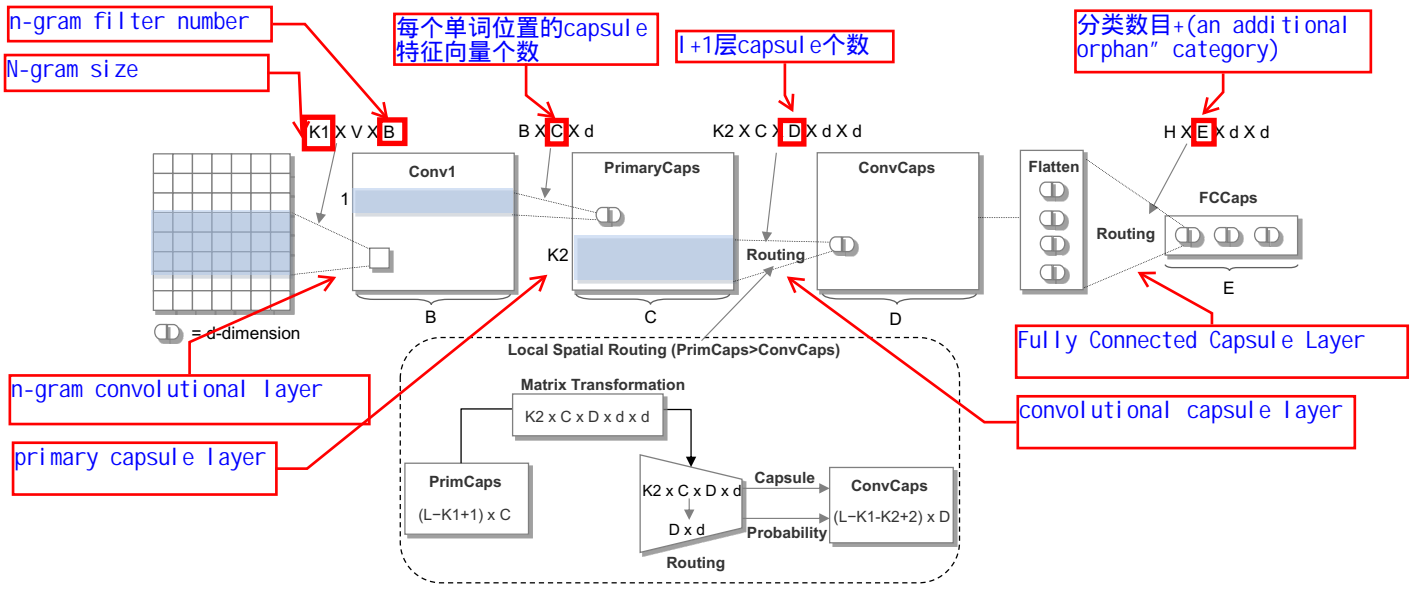 n-gram filter number
N-gram size
每个单词位置的capsule
特征向量个数
l+1层capsule个数
分类数目+(an additional
orphan” category)
K1 X V X B
B X C X d
K2 X C X D X d X d
H X E X d X d
Conv1
PrimaryCaps
ConvCaps
Flatten
FCCaps
1
K2
Routing
Routing
B
C
D
E
= d-dimension
n-gram convolutional layer
primary capsule layer
Fully Connected Capsule Layer
convolutional capsule layer
Local Spatial Routing (PrimCaps>ConvCaps)
Matrix Transformation
K2 x C x D x d x d
PrimCaps
(L−K1+1) x C
K2 x C x D x d
D x d
Routing
Capsule
Probability
ConvCaps
(L−K1-K2+2) x D